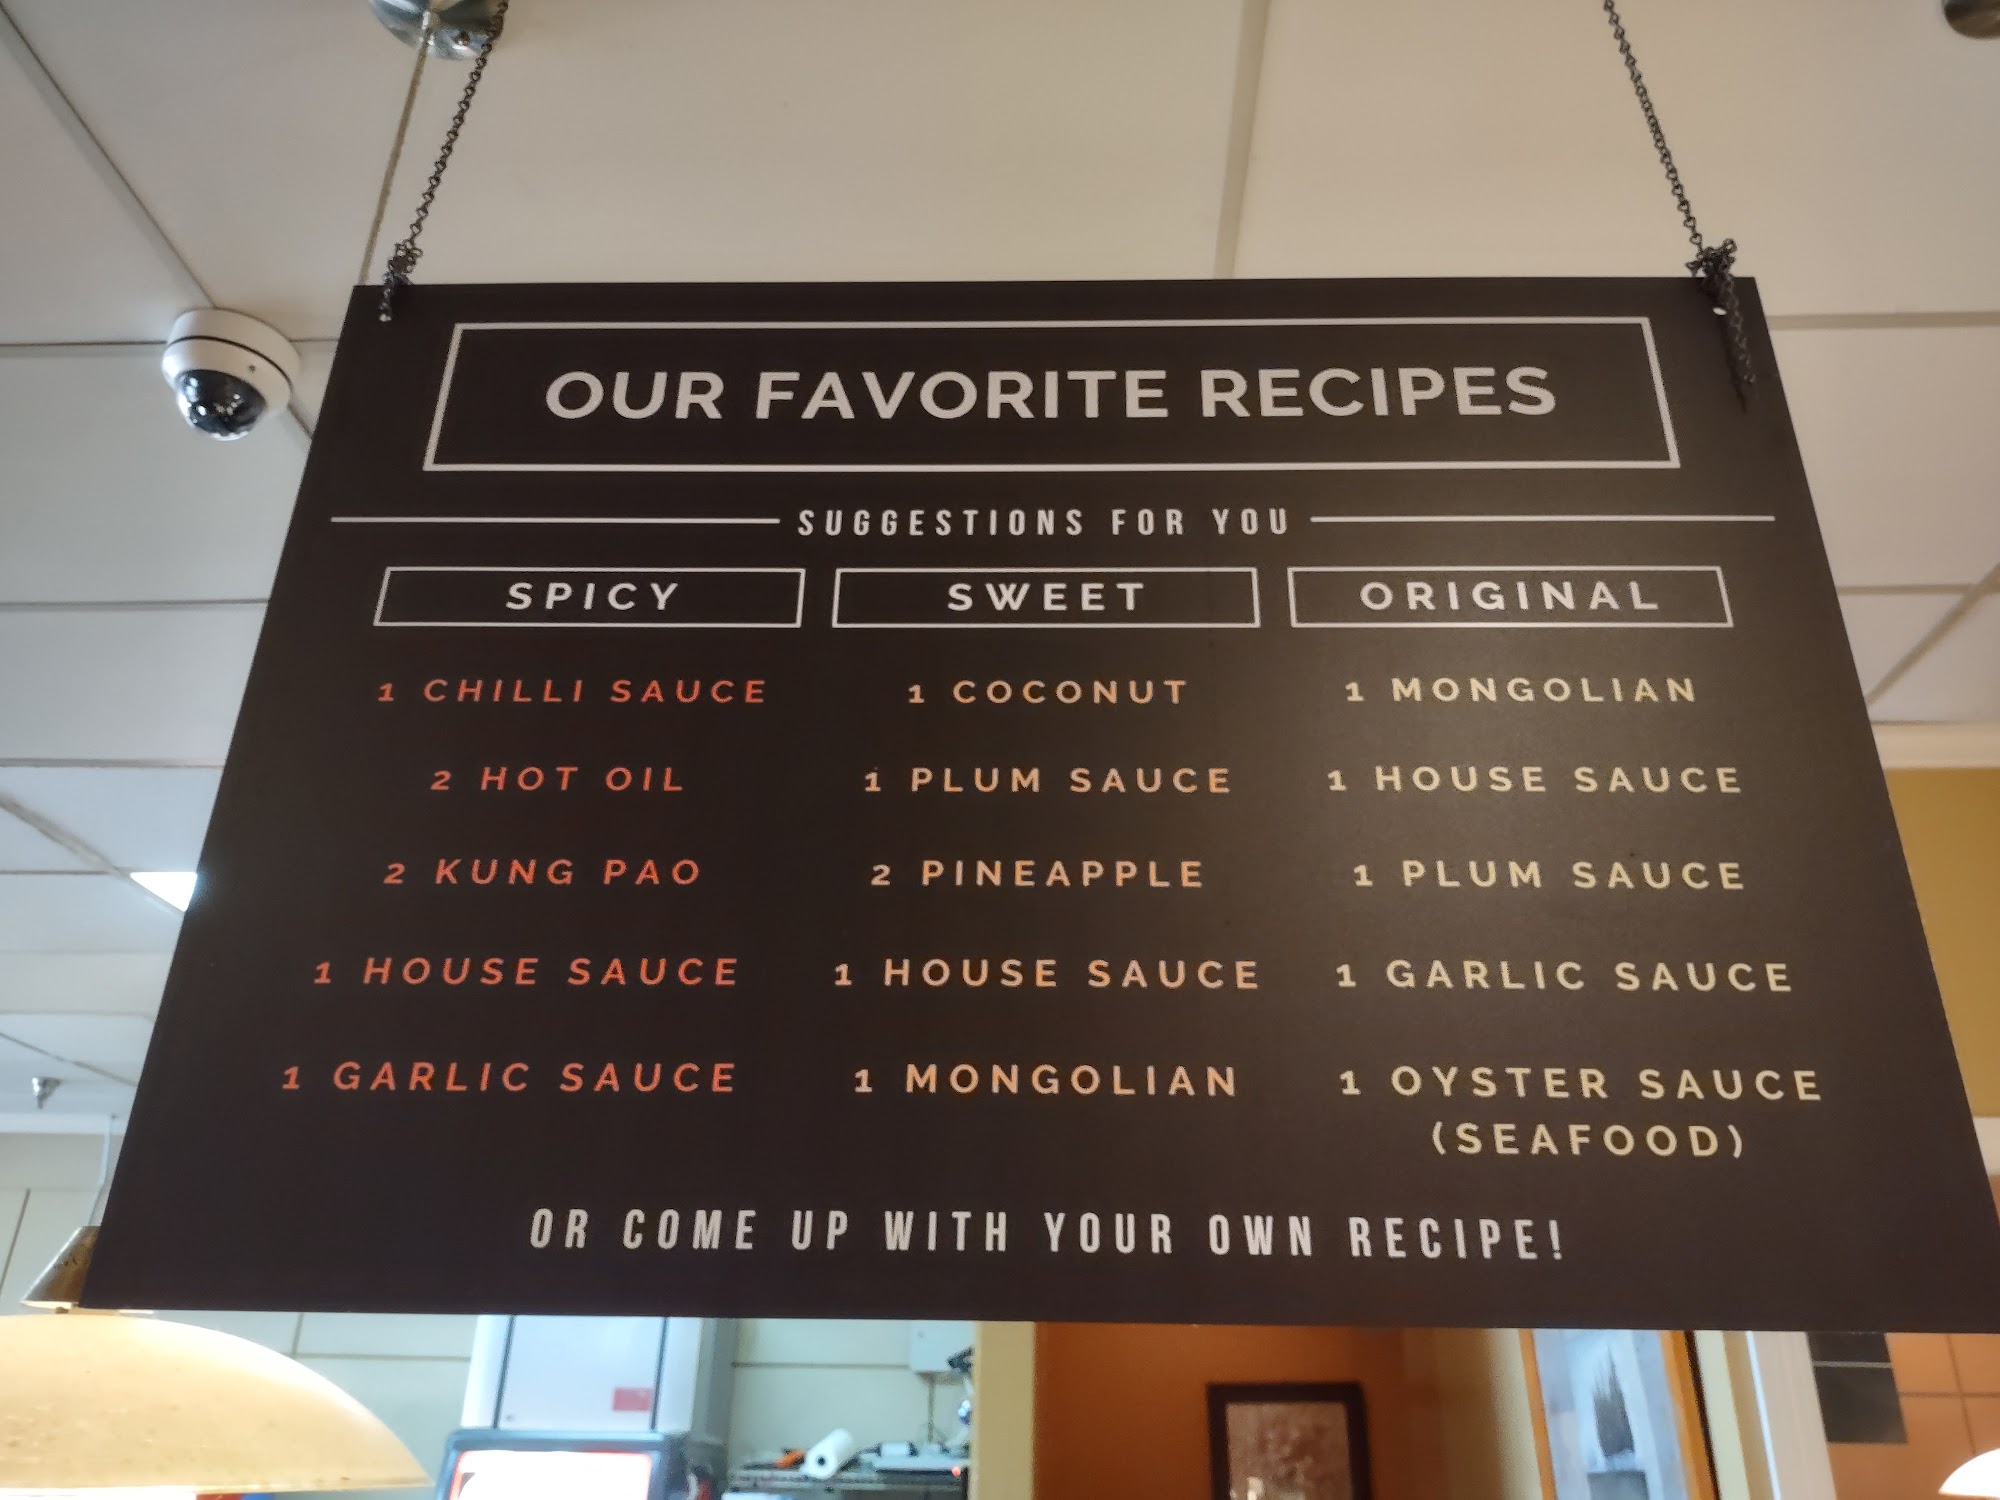 OUR FAVORITE RECIPES
SUGGESTIONS FOR YOU
SPICY
1 CHILLI SAUCE
2 HOT OIL
2 KUNG PAO
1 HOUSE SAUCE
1 GARLIC SAUCE
SWEET
1 COCONUT
1 PLUM SAUCE
2 PINEAPPLE
1 HOUSE SAUCE
1 MONGOLIAN
ORIGINAL
1 MONGOLIAN
1 HOUSE SAUCE
1 PLUM SAUCE
1 GARLIC SAUCE
1 OYSTER SAUCE
(SEAFOOD)
OR COME UP WITH YOUR OWN RECIPE!